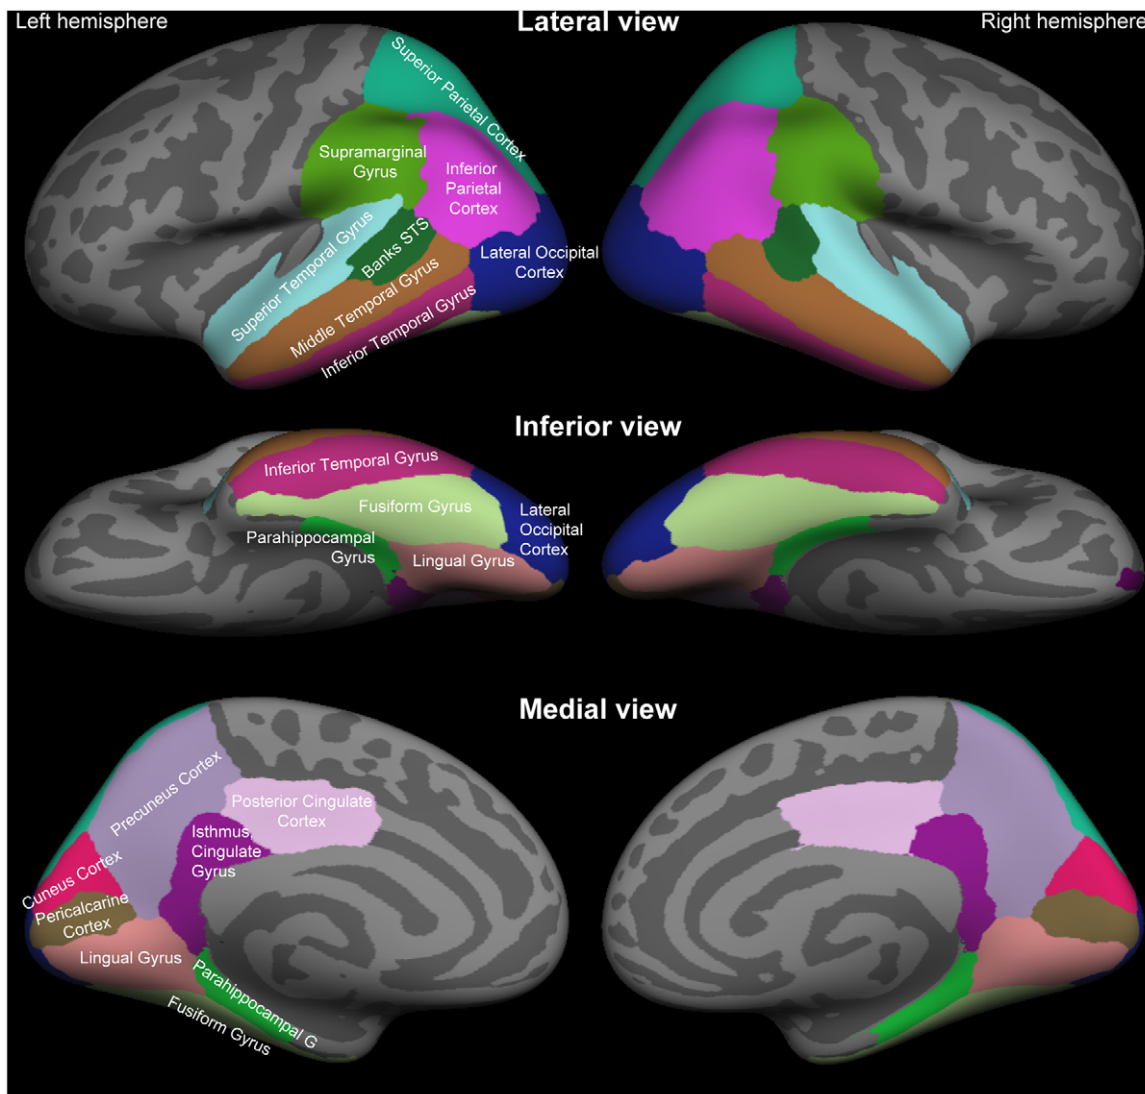 Left hemisphere
Lateral view
Right hemisphere
Superior Parietal Cortex
Supramarginal
Gyrus
Inferior
Parietal
Cortex
Superior Temporal Gyrus
Banks STS
Lateral Occipital
Cortex
Middle Temporal Gyrus
Inferior Temporal Gyrus
Inferior view
Inferior Temporal Gyrus
Fusiform Gyrus
Lateral
Occipital
Cortex
Parahippocampal
Gyrus
Lingual Gyrus
Medial view
Precuneus Cortex
Posterior Cingulate
Cortex
Isthmus,
Cingulate
Gyrus
Cuneus Cortex
Pericalcarine
Cortex
Lingual Gyrus
Parahippocampal G
Fusiform Gyrus